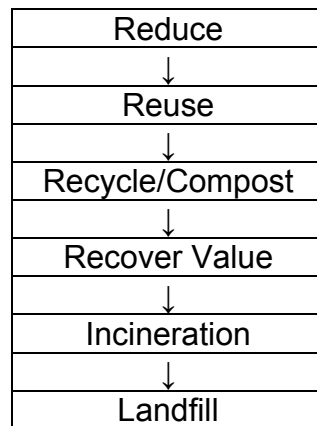 Reduce
↓
Reuse
↓
Recycle/Compost
↓
Recover Value
↓
Incineration
↓
Landfill